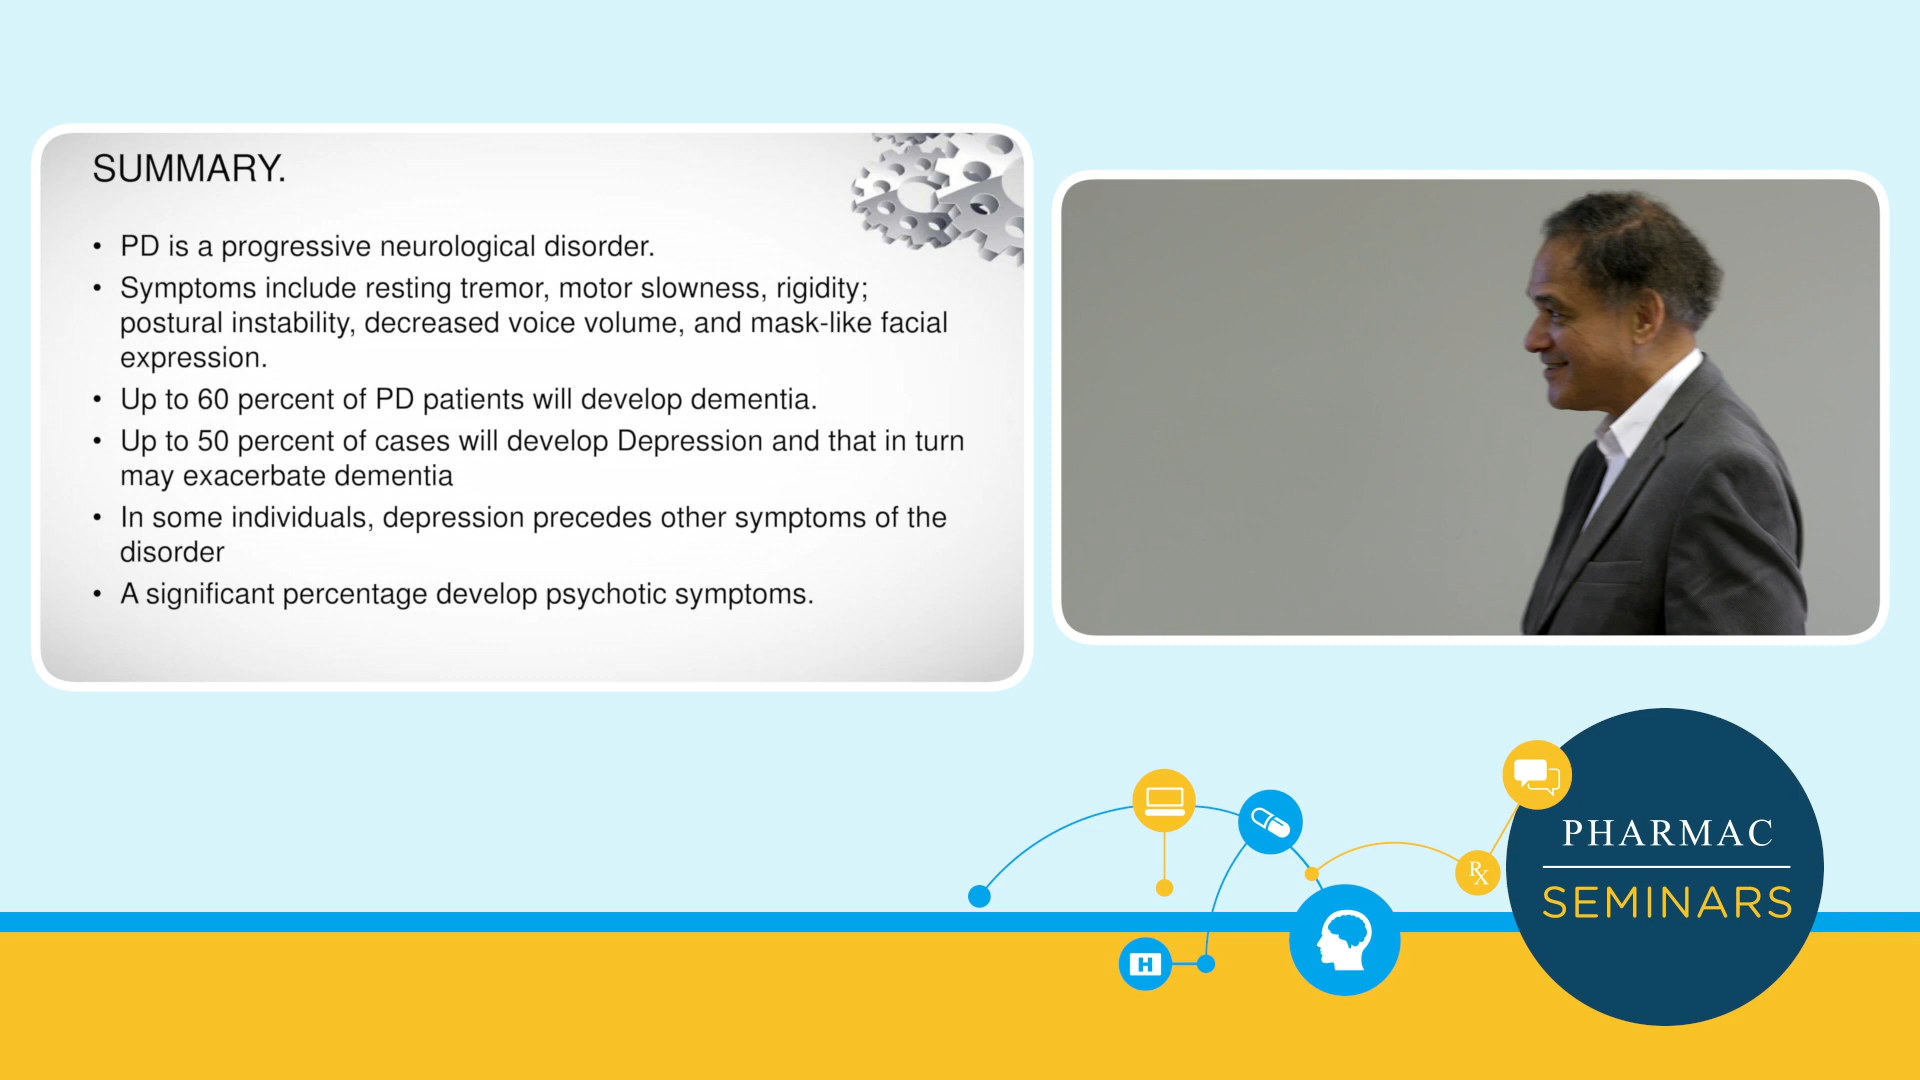 SUMMARY.
• PD is a progressive neurological disorder.
• Symptoms include resting tremor, motor slowness, rigidity;
postural instability, decreased voice volume, and mask-like facial
expression.
• Up to 60 percent of PD patients will develop dementia.
• Up to 50 percent of cases will develop Depression and that in turn
may exacerbate dementia
• In some individuals, depression precedes other symptoms of the
disorder
• A significant percentage develop psychotic symptoms.
Rx
H
PHARMAC
SEMINARS